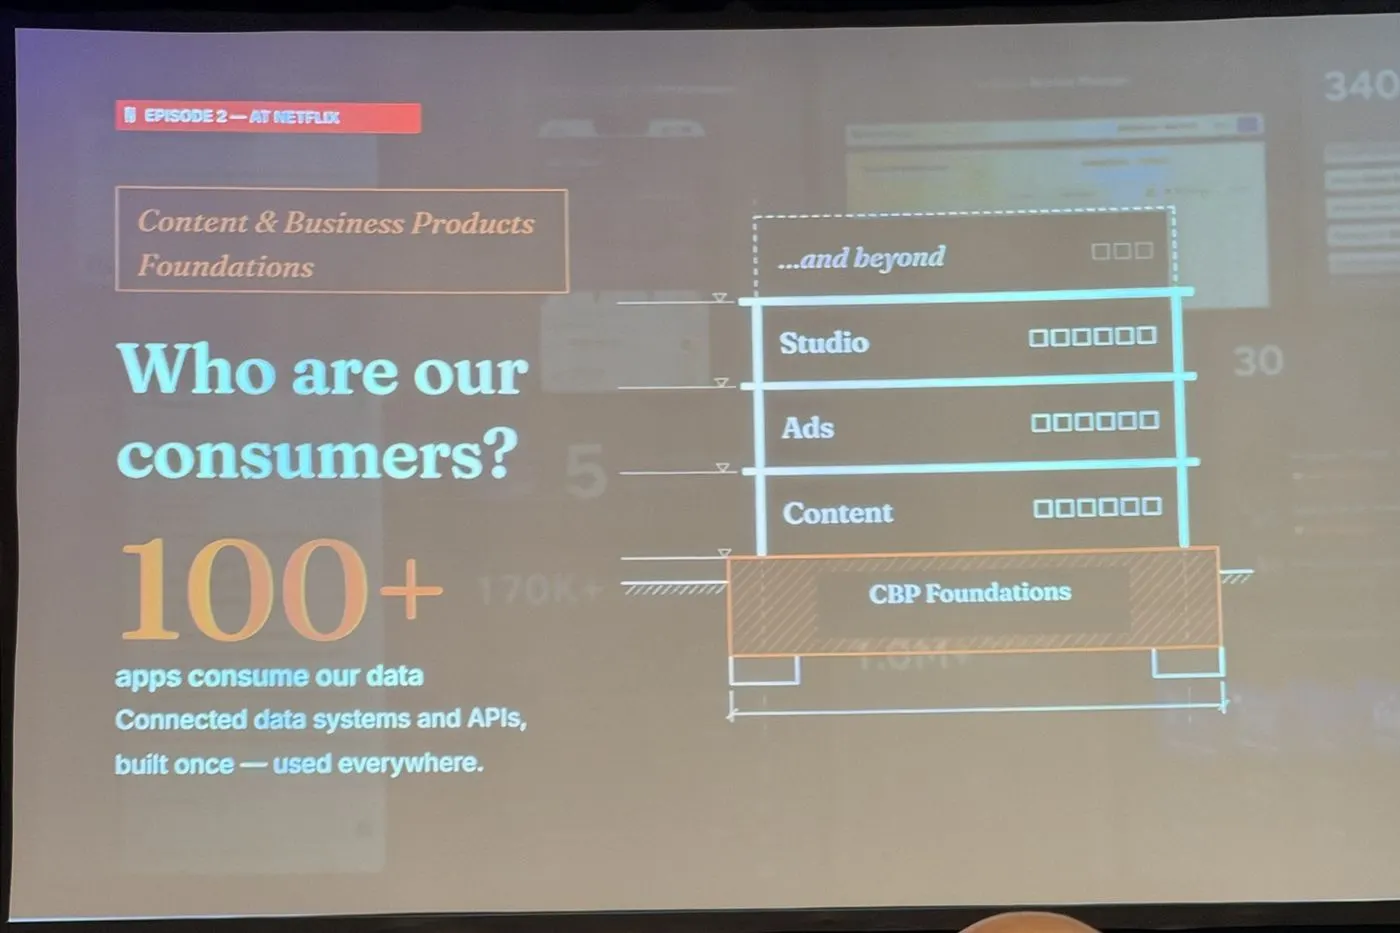 EPISODE 2 — AT NETFLIX
Content & Business Products
Foundations
Who are our
consumers?
100+
apps consume our data
Connected data systems and APIs,
built once — used everywhere.
...and beyond
Studio
Ads
Content
CBP Foundations
340
30
5
170K+